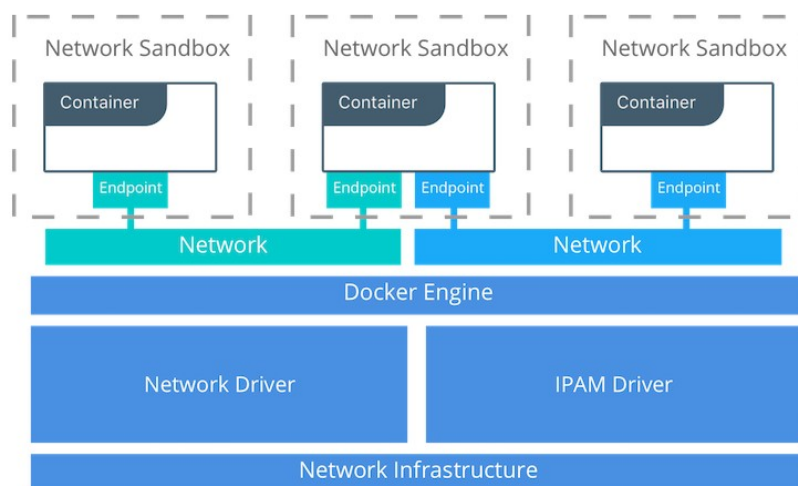 Network Sandbox
Network Sandbox
Network Sandbox
Container
Container
Container
Endpoint
Endpoint
Endpoint
Endpoint
Network
Network
Docker Engine
Network Driver
IPAM Driver
Network Infrastructure